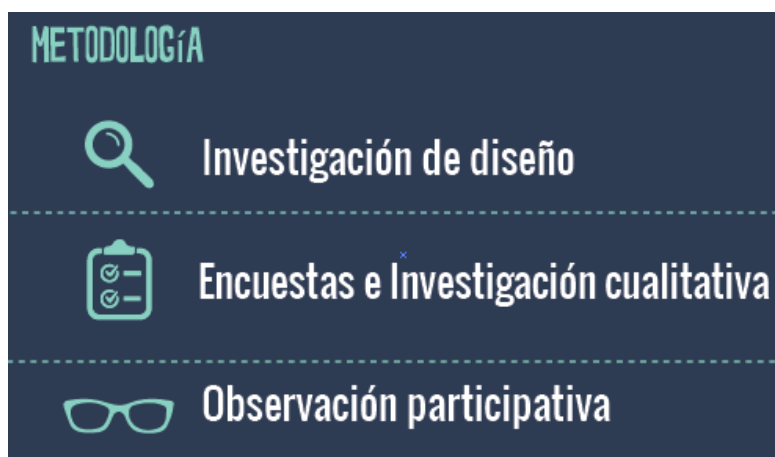 METODOLOGíA
Investigación de diseño
Encuestas e Investigación cualitativa
Observación participativa